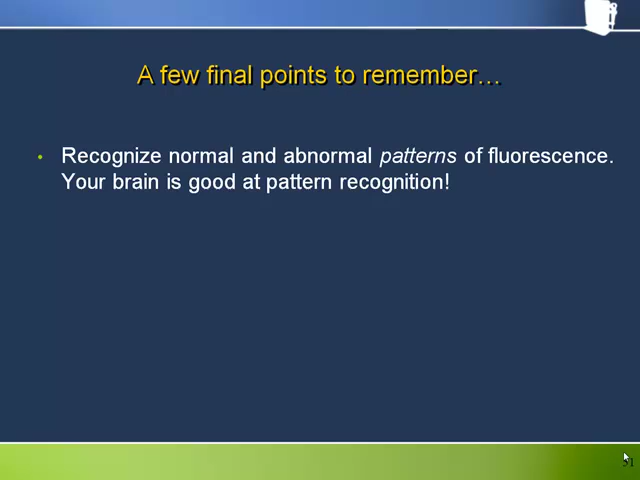 A few final points to remember…
• Recognize normal and abnormal patterns of fluorescence.
Your brain is good at pattern recognition!
51